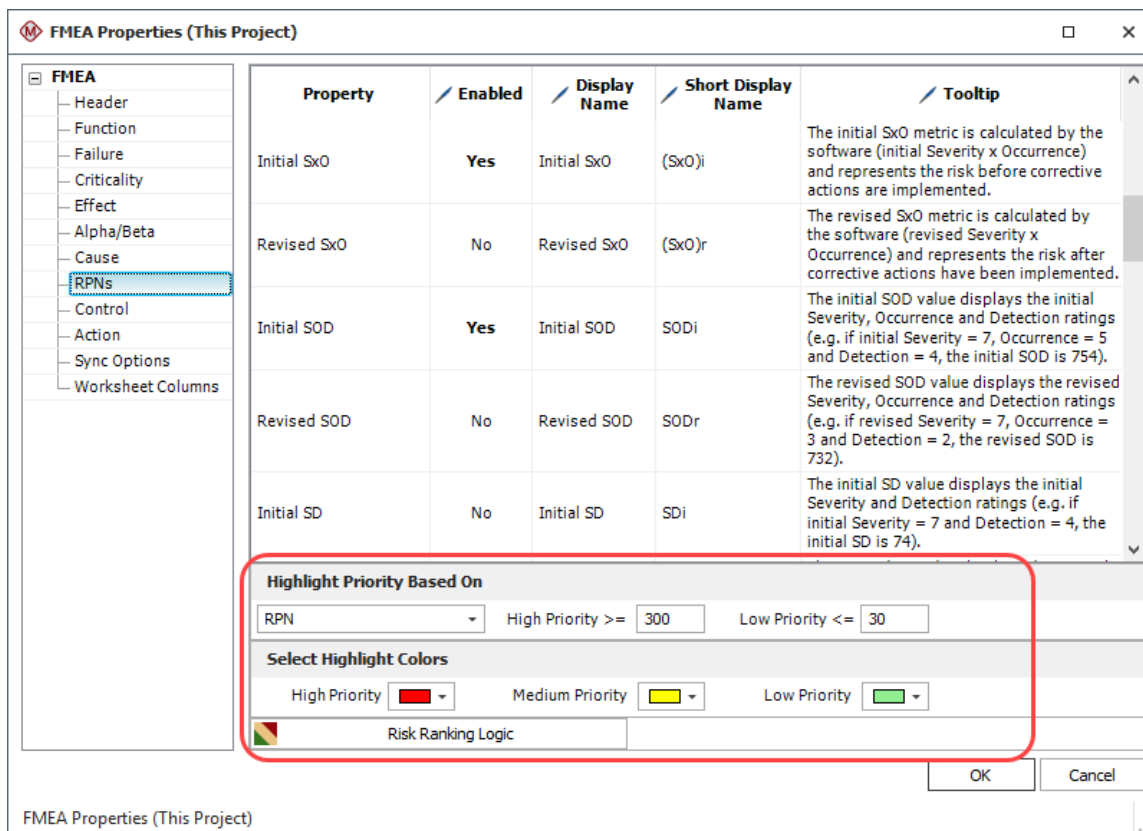 FMEA Properties (This Project)
FMEA
Header
Function
Failure
Criticality
Effect
Alpha/Beta
Cause
RPNs
Control
Action
Sync Options
Worksheet Columns
Property Enabled Display Name Short Display Name Tooltip
Initial SxO Yes Initial SxO (SxO)i
The initial SxO metric is calculated by the
software (initial Severity x Occurrence)
and represents the risk before corrective
actions are implemented.
Revised SxO No Revised SxO (SxO)r
The revised SxO metric is calculated by
the software (revised Severity x
Occurrence) and represents the risk after
corrective actions have been implemented.
Initial SOD Yes Initial SOD SODi
The initial SOD value displays the initial
Severity, Occurrence and Detection ratings
(e.g. if initial Severity = 7, Occurrence = 5
and Detection = 4, the initial SOD is 754).
Revised SOD No Revised SOD SODr
The revised SOD value displays the revised
Severity, Occurrence and Detection ratings
(e.g. if revised Severity = 7, Occurrence =
3 and Detection = 2, the revised SOD is
732).
Initial SD No Initial SD SDi
The initial SD value displays the initial
Severity and Detection ratings (e.g. if
initial Severity = 7 and Detection = 4, the
initial SD is 74).
Highlight Priority Based On
RPN High Priority >= 300 Low Priority <= 30
Select Highlight Colors
High Priority Medium Priority Low Priority
Risk Ranking Logic
OK Cancel
FMEA Properties (This Project)